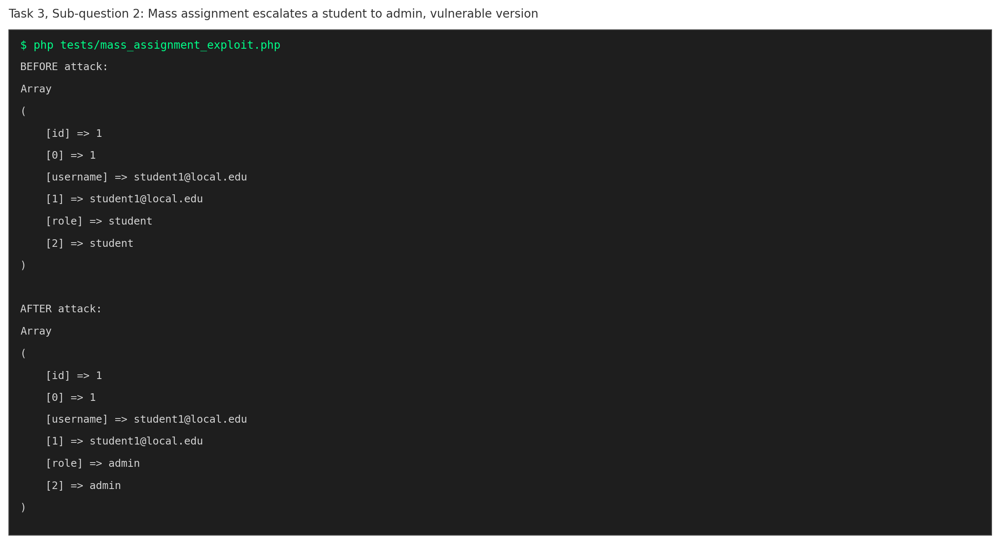 Task 3, Sub-question 2: Mass assignment escalates a student to admin, vulnerable version
$ php tests/mass_assignment_exploit.php
BEFORE attack:
Array
(
    [id] => 1
    [0] => 1
    [username] => student1@local.edu
    [1] => student1@local.edu
    [role] => student
    [2] => student
)
AFTER attack:
Array
(
    [id] => 1
    [0] => 1
    [username] => student1@local.edu
    [1] => student1@local.edu
    [role] => admin
    [2] => admin
)